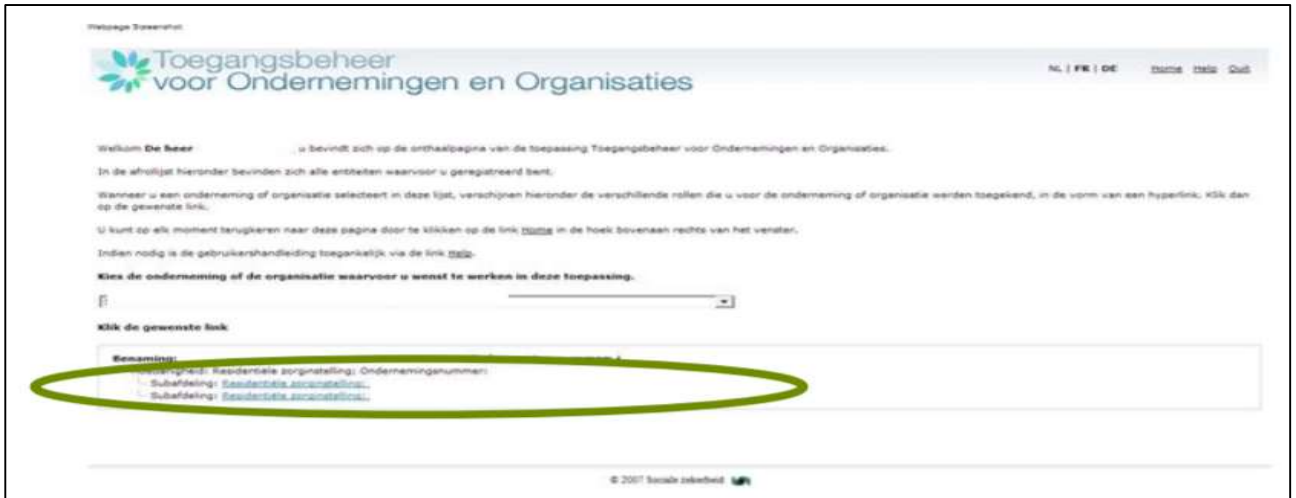 Webpage Screenshot
Toegangsbeheer
voor Ondernemingen en Organisaties
NL | FR | DE Home Help Quit
Welkom De heer , u bevindt zich op de onthaalpagina van de toepassing Toegangsbeheer voor Ondernemingen en Organisaties.
In de afrollijst hieronder bevinden zich alle entiteiten waarvoor u geregistreerd bent.
Wanneer u een onderneming of organisatie selecteert in deze lijst, verschijnen hieronder de verschillende rollen die u voor de onderneming of organisatie werden toegekend, in de vorm van een hyperlink. Klik dan
op de gewenste link.
U kunt op elk moment terugkeren naar deze pagina door te klikken op de link Home in de hoek bovenaan rechts van het venster.
Indien nodig is de gebruikershandleiding toegankelijk via de link Help.
Kies de onderneming of de organisatie waarvoor u wenst te werken in deze toepassing.
Klik de gewenste link
Benaming:
Residentiële zorginstelling; Ondernemingsnummer:
Subafdeling: Residentiële zorginstelling;
Subafdeling: Residentiële zorginstelling;
© 2007 Sociale zekerheid